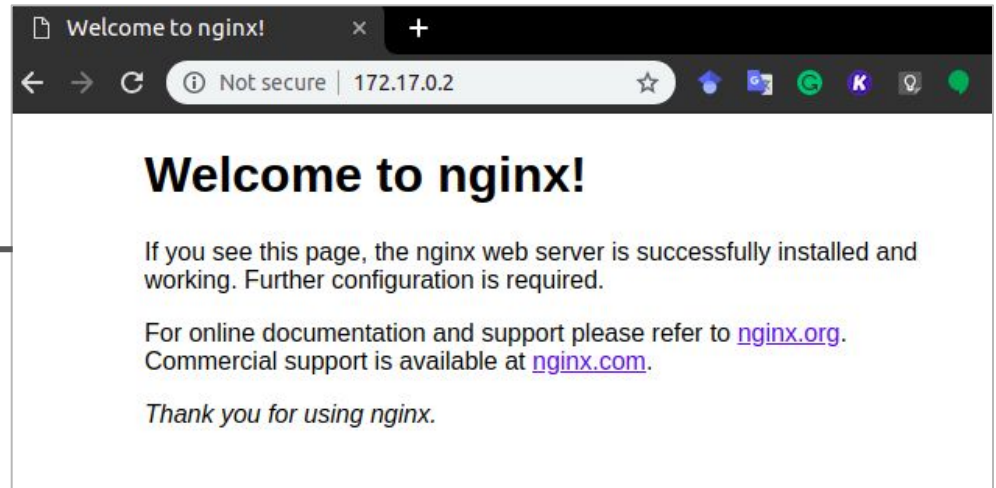 Welcome to nginx!
Not secure | 172.17.0.2
Welcome to nginx!
If you see this page, the nginx web server is successfully installed and
working. Further configuration is required.
For online documentation and support please refer to nginx.org.
Commercial support is available at nginx.com.
Thank you for using nginx.